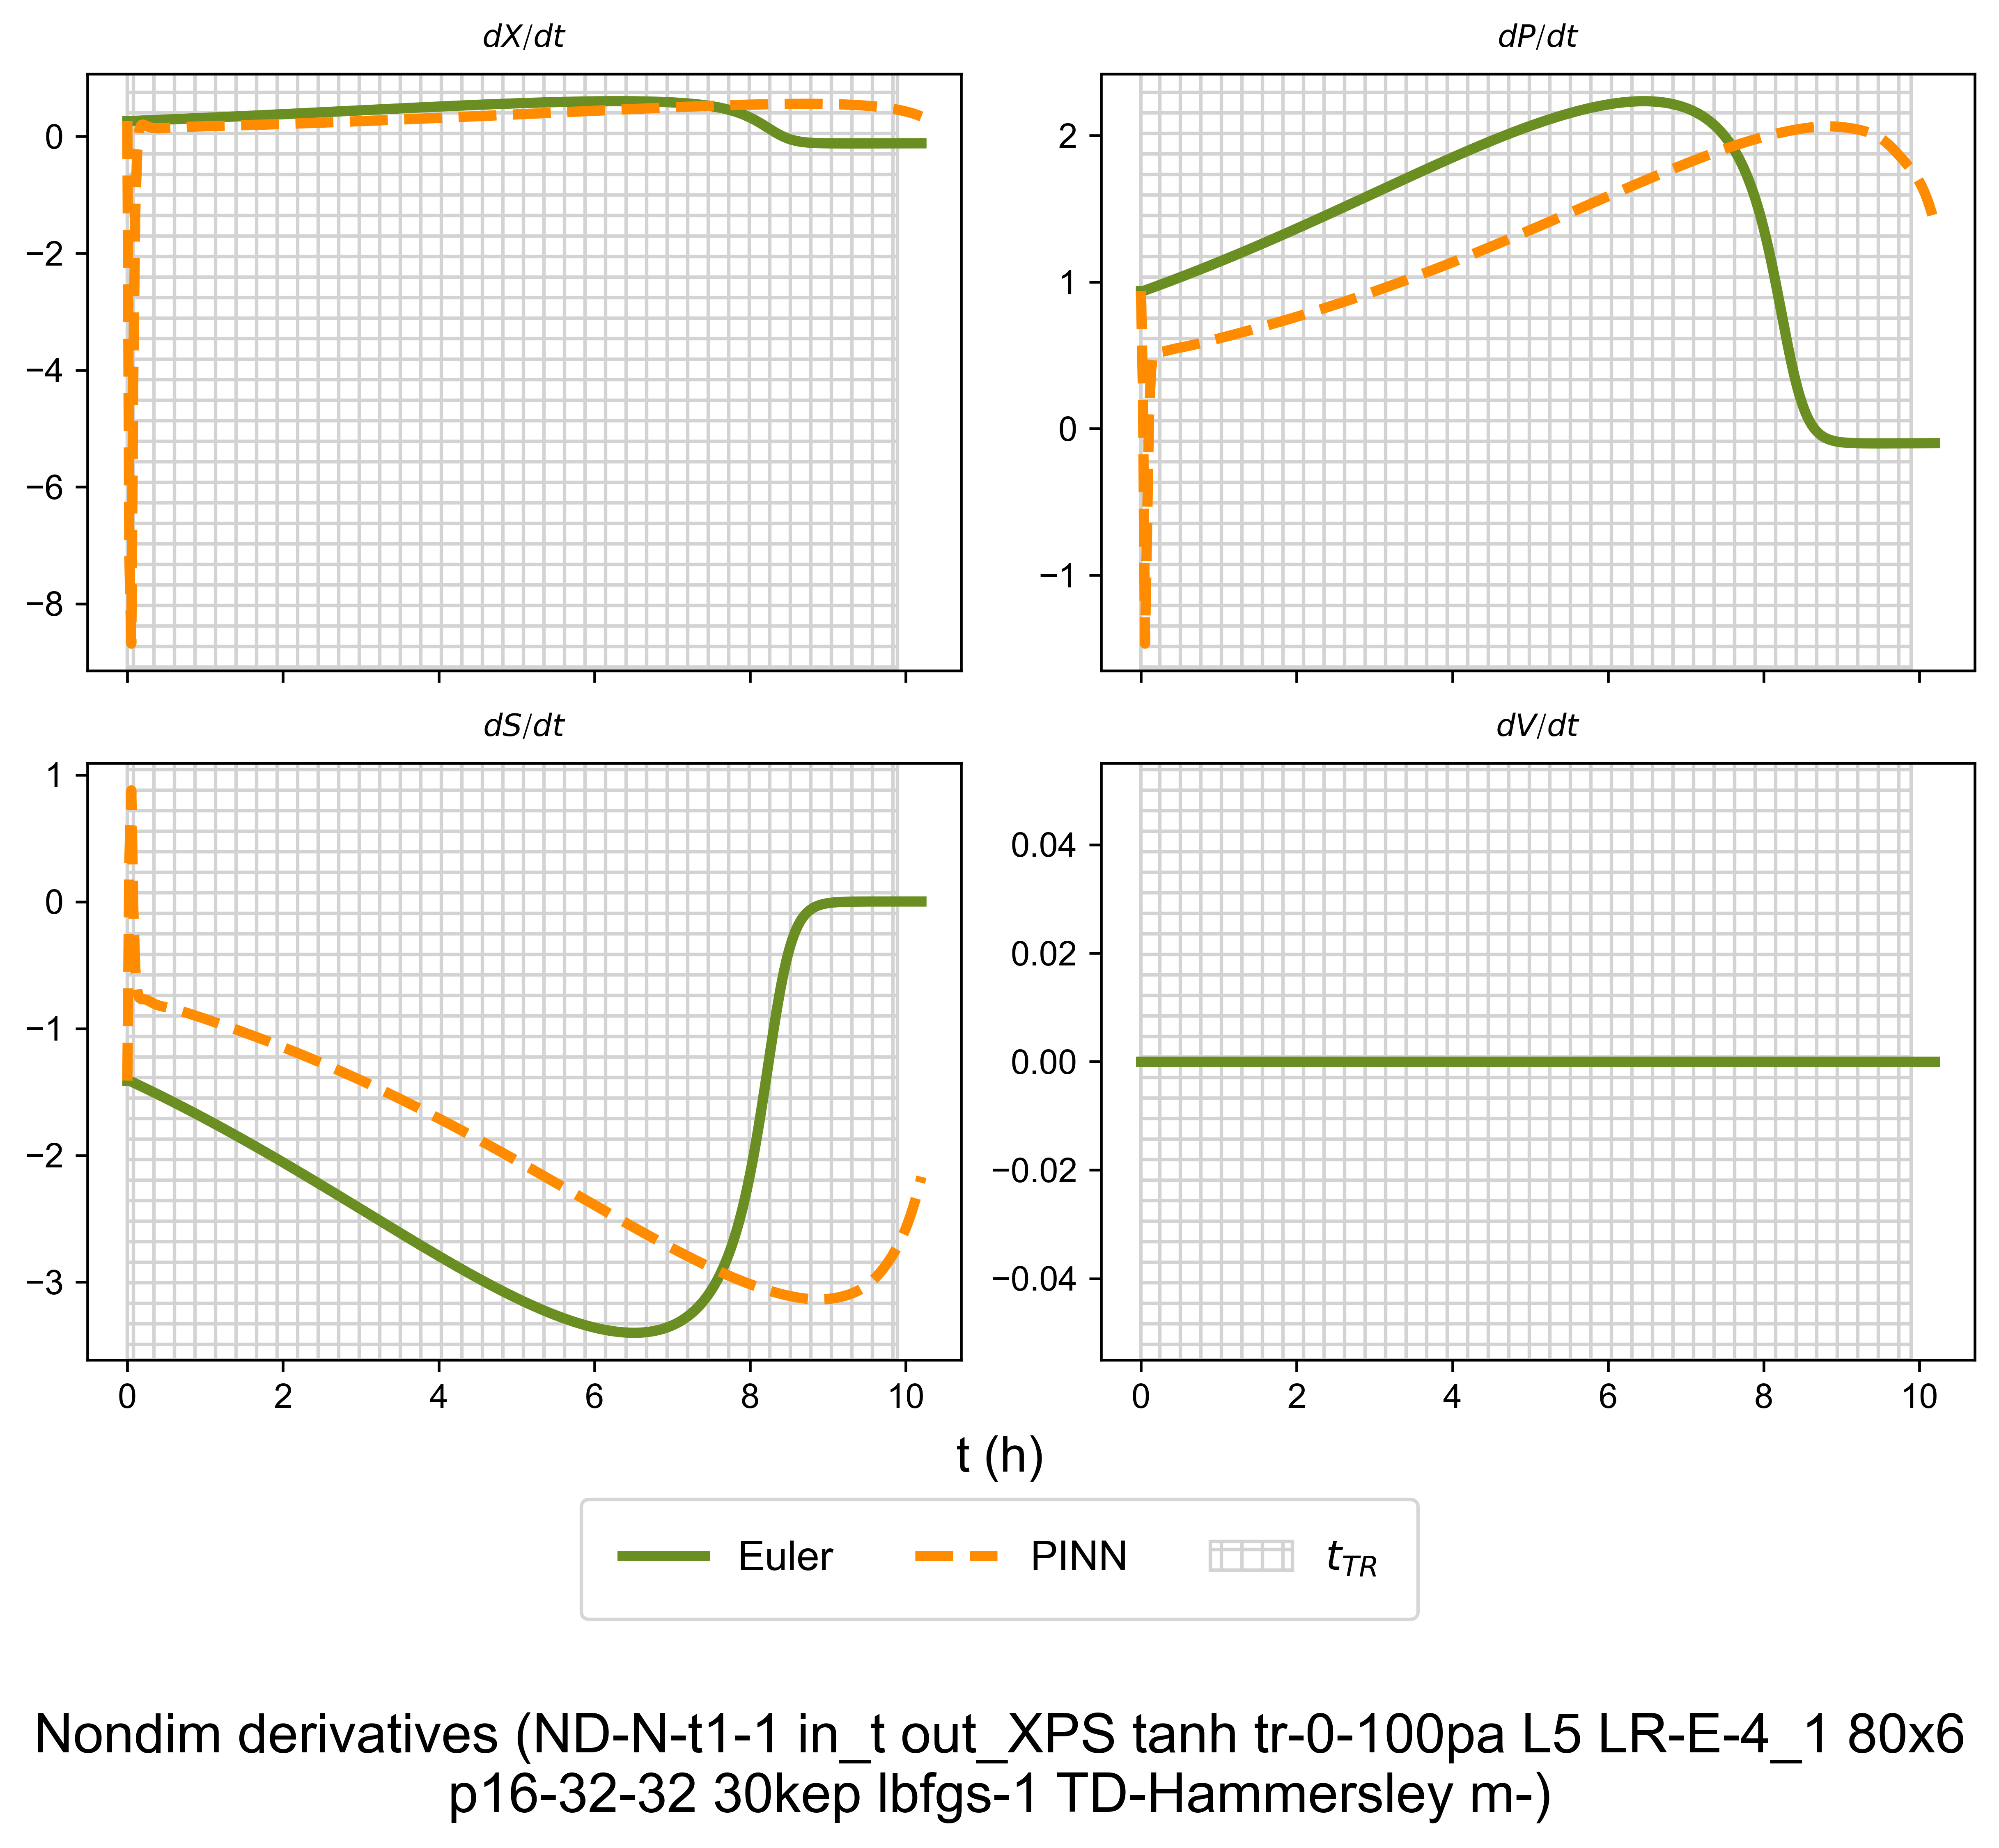 dX/dt
dP/dt
0
−2
−4
−6
−8
2
1
0
−1
dS/dt
dV/dt
1
0
−1
−2
−3
0.04
0.02
0.00
−0.02
−0.04
0 2 4 6 8 10
0 2 4 6 8 10
t (h)
Euler PINN t_TR
Nondim derivatives (ND-N-t1-1 in_t out_XPS tanh tr-0-100pa L5 LR-E-4_1 80x6
p16-32-32 30kep lbfgs-1 TD-Hammersley m-)